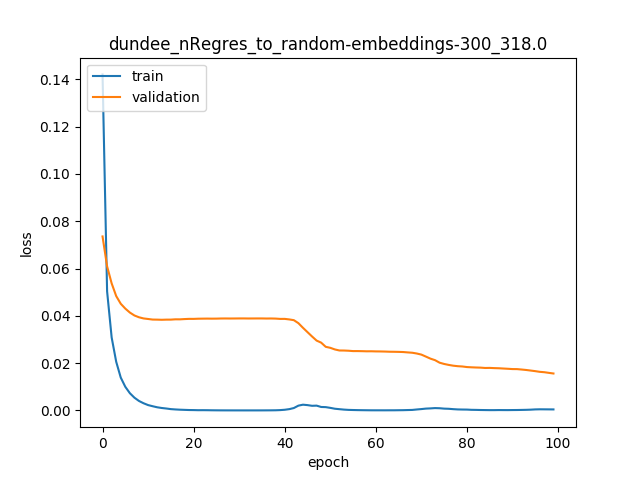 dundee_nRegres_to_random-embeddings-300_318.0
train
validation
0.14
0.12
0.10
0.08
0.06
0.04
0.02
0.00
loss
0 20 40 60 80 100
epoch